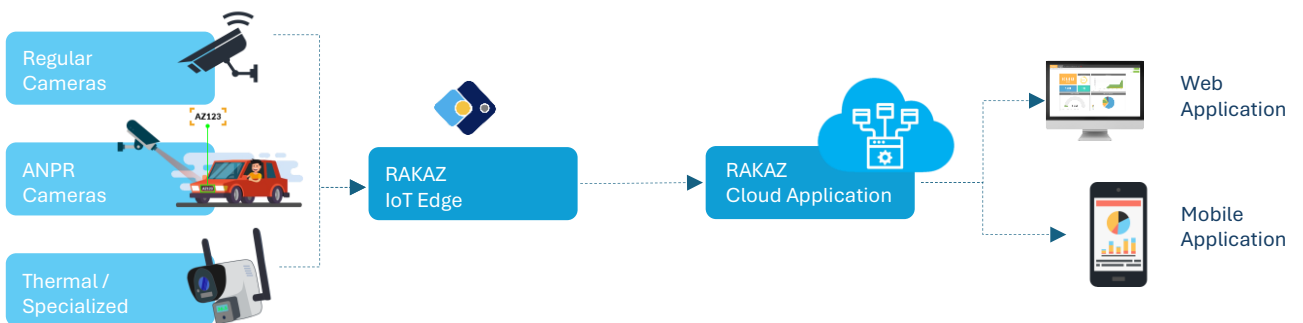 Regular
Cameras
AZ123
ANPR
Cameras
Thermal /
Specialized
RAKAZ
IoT Edge
RAKAZ
Cloud Application
Web
Application
Mobile
Application